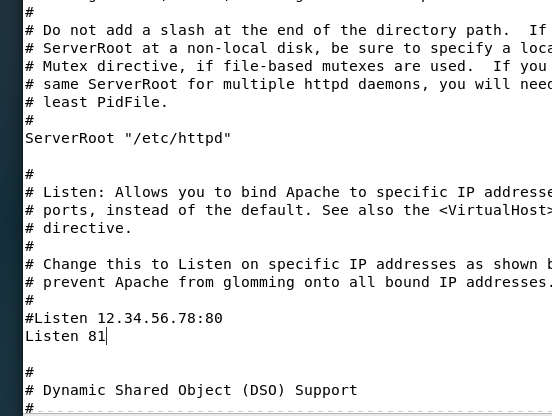 #
# Do not add a slash at the end of the directory path. If
# ServerRoot at a non-local disk, be sure to specify a loca
# Mutex directive, if file-based mutexes are used. If you
# same ServerRoot for multiple httpd daemons, you will need
# least PidFile.
#
ServerRoot "/etc/httpd"
#
# Listen: Allows you to bind Apache to specific IP addresse
# ports, instead of the default. See also the <VirtualHost>
# directive.
#
# Change this to Listen on specific IP addresses as shown b
# prevent Apache from glomming onto all bound IP addresses.
#
#Listen 12.34.56.78:80
Listen 81
#
# Dynamic Shared Object (DSO) Support
#